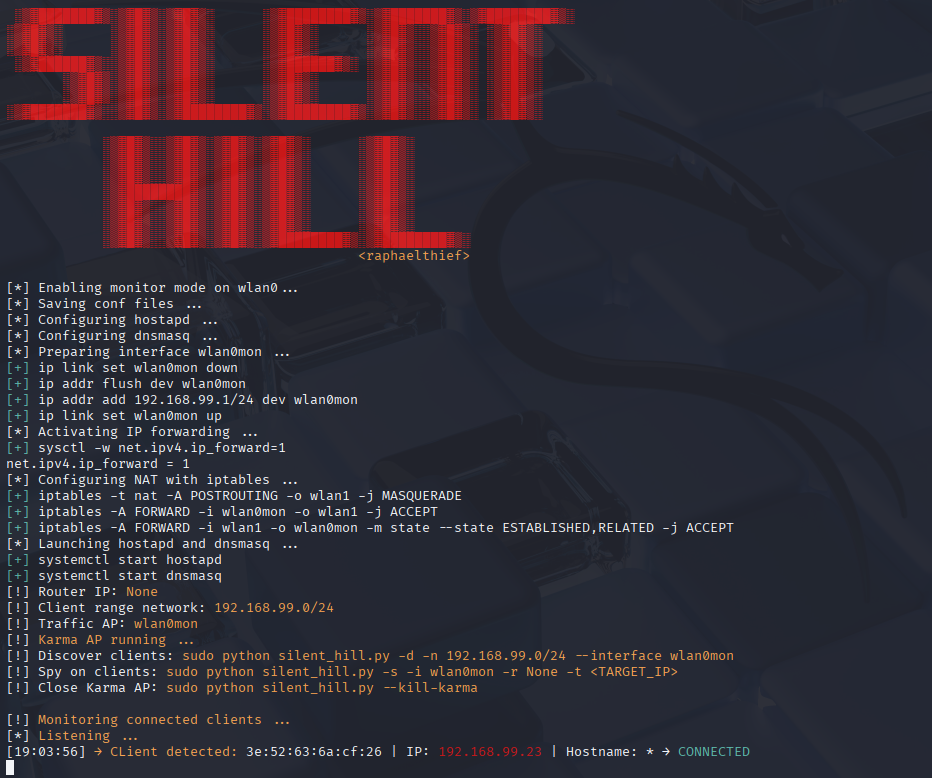 SILENT
HILL
<raphaelthief>
[*] Enabling monitor mode on wlan0...
[*] Saving conf files ...
[*] Configuring hostapd ...
[*] Configuring dnsmasq ...
[*] Preparing interface wlan0mon ...
[+] ip link set wlan0mon down
[+] ip addr flush dev wlan0mon
[+] ip addr add 192.168.99.1/24 dev wlan0mon
[+] ip link set wlan0mon up
[*] Activating IP forwarding ...
[+] sysctl -w net.ipv4.ip_forward=1
net.ipv4.ip_forward = 1
[*] Configuring NAT with iptables ...
[+] iptables -t nat -A POSTROUTING -o wlan1 -j MASQUERADE
[+] iptables -A FORWARD -i wlan0mon -o wlan1 -j ACCEPT
[+] iptables -A FORWARD -i wlan1 -o wlan0mon -m state --state ESTABLISHED,RELATED -j ACCEPT
[*] Launching hostapd and dnsmasq ...
[+] systemctl start hostapd
[+] systemctl start dnsmasq
[!] Router IP: None
[!] Client range network: 192.168.99.0/24
[!] Traffic AP: wlan0mon
[!] Karma AP running ...
[!] Discover clients: sudo python silent_hill.py -d -n 192.168.99.0/24 --interface wlan0mon
[!] Spy on clients: sudo python silent_hill.py -s -i wlan0mon -r None -t <TARGET_IP>
[!] Close Karma AP: sudo python silent_hill.py --kill-karma
[!] Monitoring connected clients ...
[*] Listening ...
[19:03:56] → CLient detected: 3e:52:63:6a:cf:26 | IP: 192.168.99.23 | Hostname: * → CONNECTED